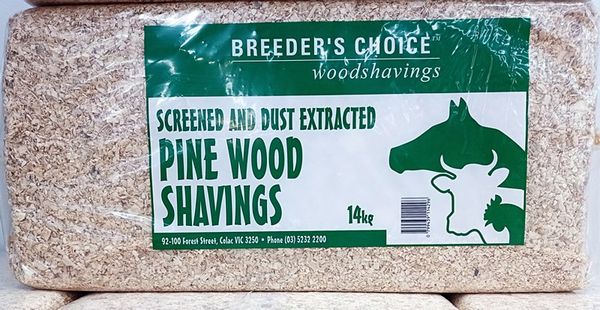 BREEDER'S CHOICE™
woodshavings
SCREENED AND DUST EXTRACTED
PINE WOOD
SHAVINGS
14kg
92-100 Forest Street, Colac VIC 3250 • Phone (03) 5232 2200